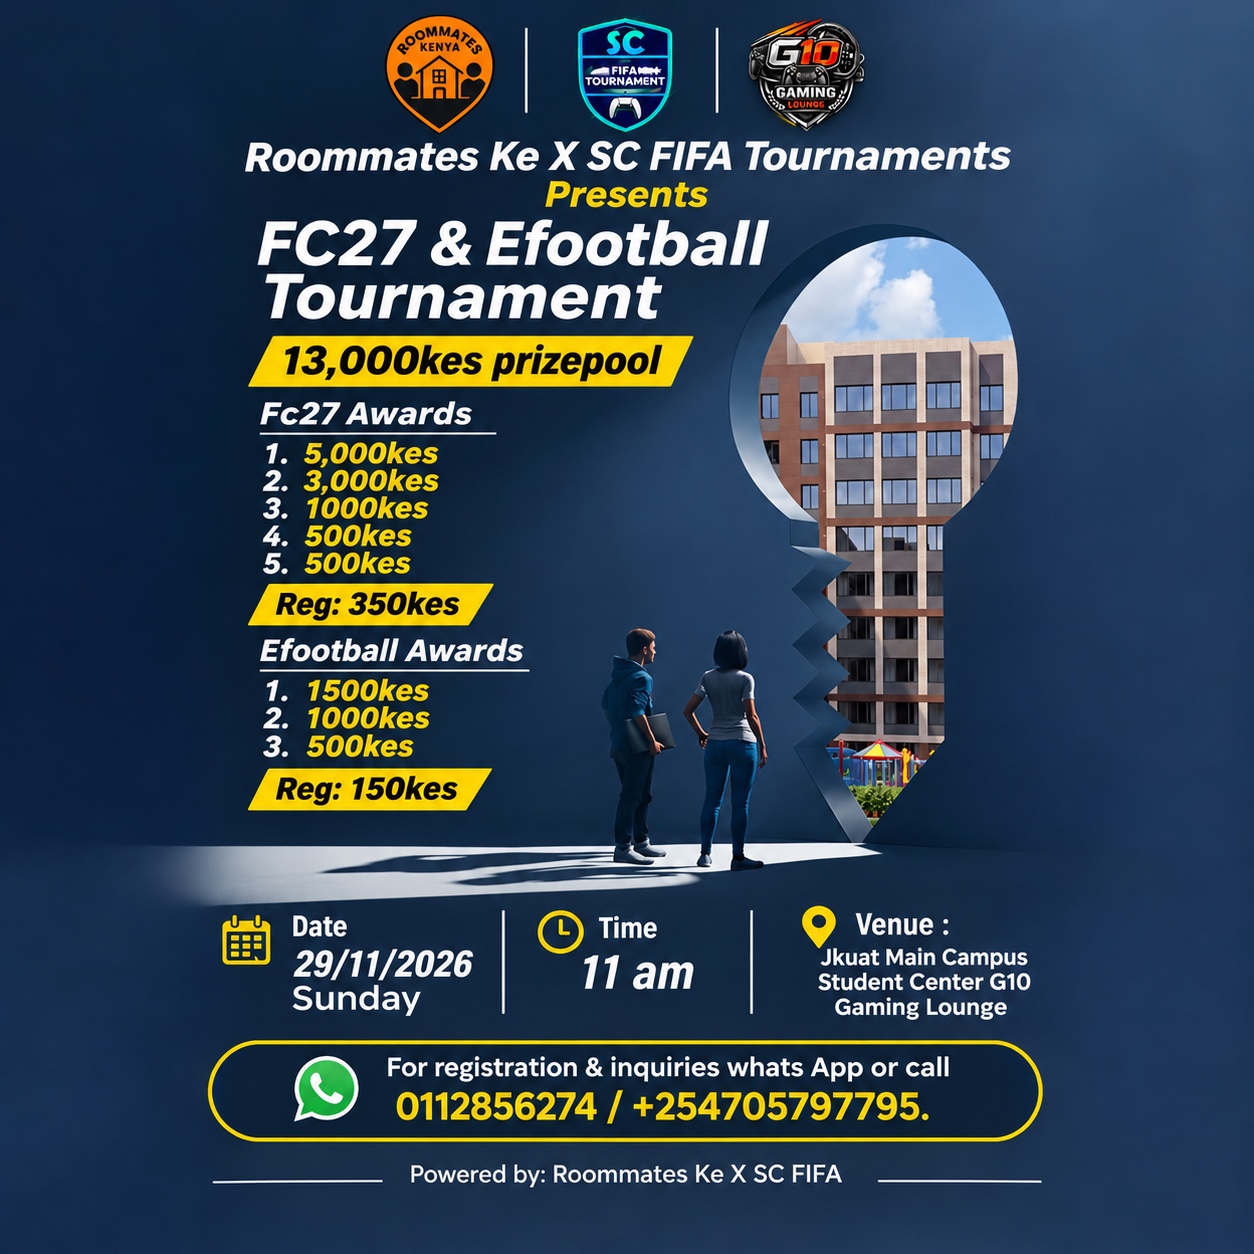 ROOMMATES
KENYA
SC
FIFA
TOURNAMENT
G10
GAMING
LOUNGE
Roommates Ke X SC FIFA Tournaments
Presents
FC27 & Efootball
Tournament
13,000kes prizepool
Fc27 Awards
1. 5,000kes
2. 3,000kes
3. 1000kes
4. 500kes
5. 500kes
Reg: 350kes
Efootball Awards
1. 1500kes
2. 1000kes
3. 500kes
Reg: 150kes
Date
29/11/2026
Sunday
Time
11 am
Venue :
Jkuat Main Campus
Student Center G10
Gaming Lounge
For registration & inquiries whats App or call
0112856274 / +254705797795.
Powered by: Roommates Ke X SC FIFA